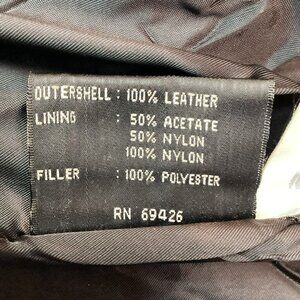 OUTERSHELL : 100% LEATHER
LINING : 50% ACETATE
50% NYLON
100% NYLON
FILLER : 100% POLYESTER
RN 69426